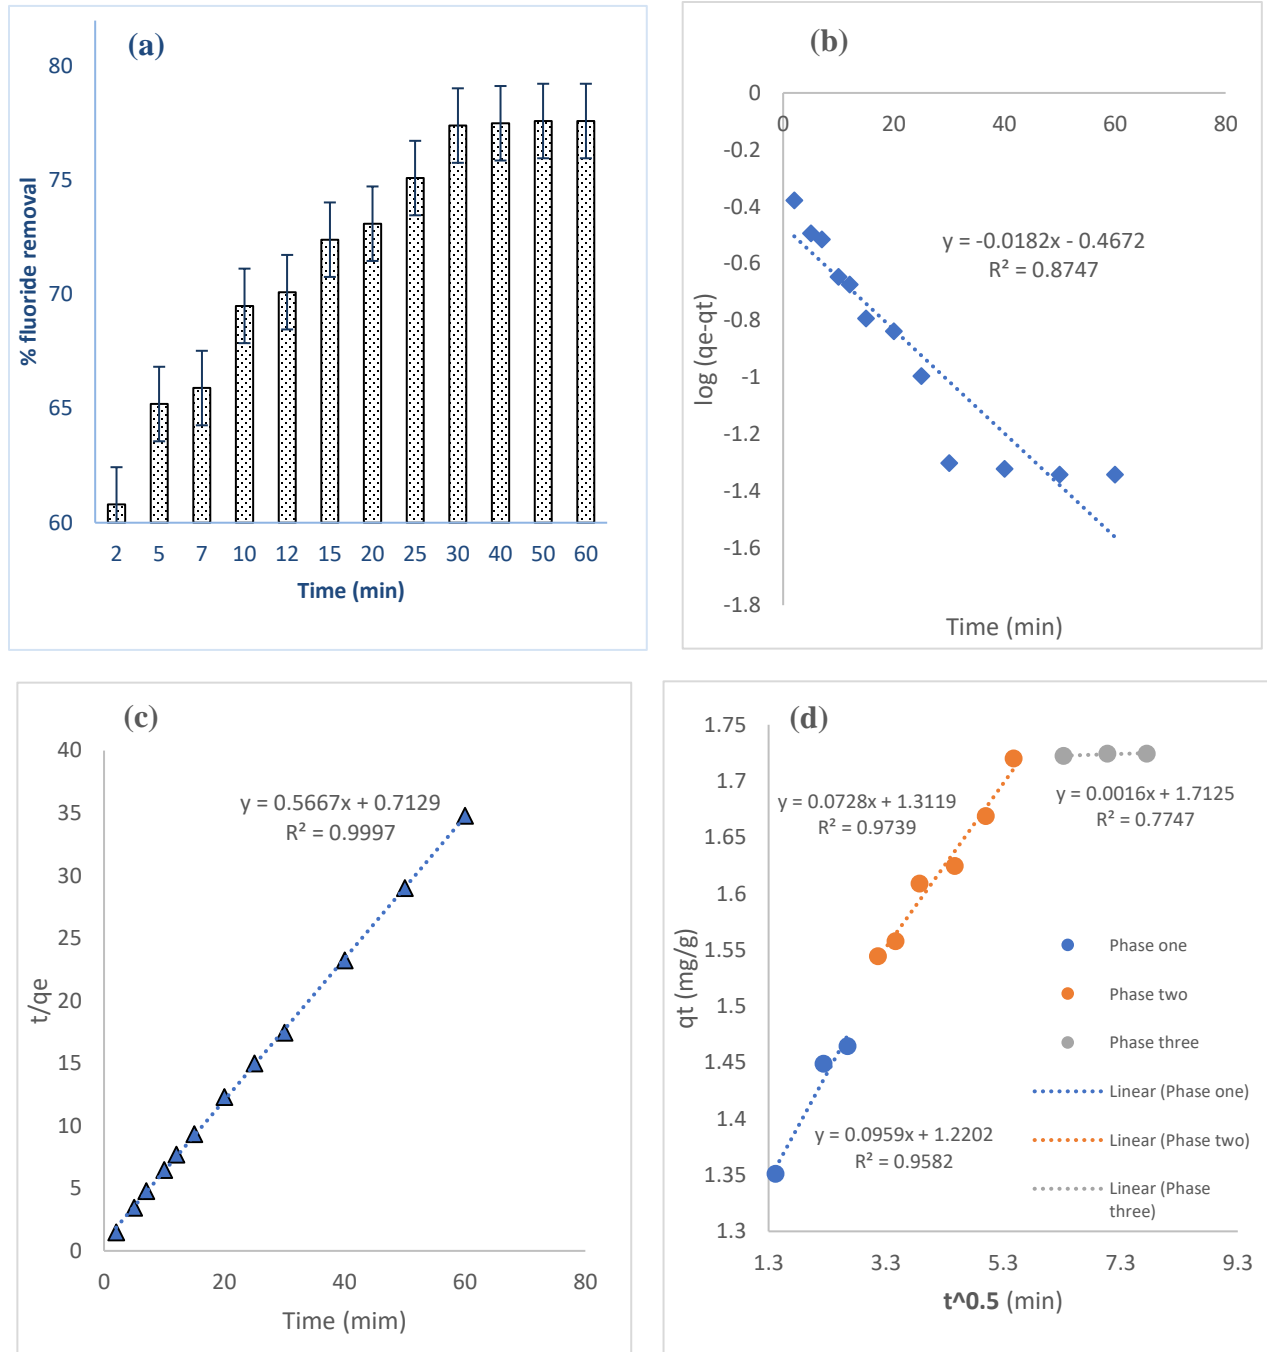 (a)
% fluoride removal
80
75
70
65
60
2 5 7 10 12 15 20 25 30 40 50 60
Time (min)
(b)
log (qe-qt)
0
0 20 40 60 80
-0.2
-0.4
-0.6
-0.8
-1
-1.2
-1.4
-1.6
-1.8
y = -0.0182x - 0.4672
R² = 0.8747
Time (min)
(c)
t/qe
40
35
30
25
20
15
10
5
0
y = 0.5667x + 0.7129
R² = 0.9997
0 20 40 60 80
Time (mim)
(d)
qt (mg/g)
1.75
1.7
1.65
1.6
1.55
1.5
1.45
1.4
1.35
1.3
y = 0.0728x + 1.3119
R² = 0.9739
y = 0.0016x + 1.7125
R² = 0.7747
y = 0.0959x + 1.2202
R² = 0.9582
Phase one
Phase two
Phase three
Linear (Phase one)
Linear (Phase two)
Linear (Phase
three)
1.3 3.3 5.3 7.3 9.3
t^0.5 (min)